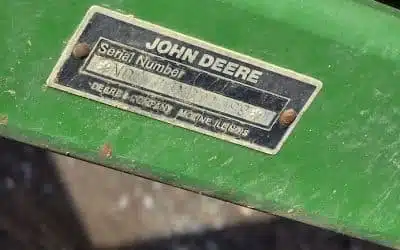 JOHN DEERE
Serial Number
DEERE & COMPANY MOLINE, ILLINOIS